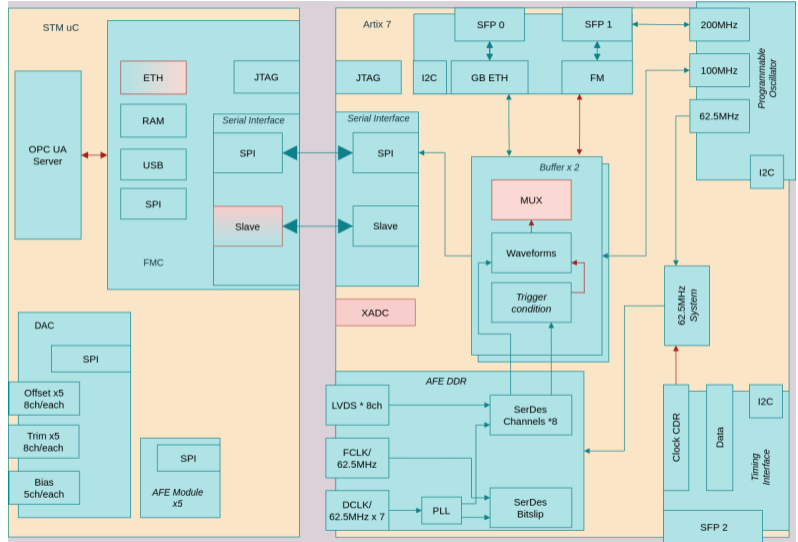 STM uC
ETH
JTAG
RAM
USB
SPI
FMC
Serial Interface
SPI
Slave
OPC UA
Server
DAC
SPI
Offset x5
8ch/each
Trim x5
8ch/each
Bias
5ch/each
SPI
AFE Module
x5
Artix 7
JTAG
I2C
SFP 0
GB ETH
SFP 1
FM
Serial Interface
SPI
Slave
XADC
Buffer x 2
MUX
Waveforms
Trigger
condition
AFE DDR
LVDS * 8ch
FCLK/
62.5MHz
DCLK/
62.5MHz x 7
PLL
SerDes
Channels *8
SerDes
Bitslip
200MHz
100MHz
62.5MHz
Programmable
Oscillator
I2C
62.5MHz
System
Clock CDR
Data
I2C
Timing
Interface
SFP 2